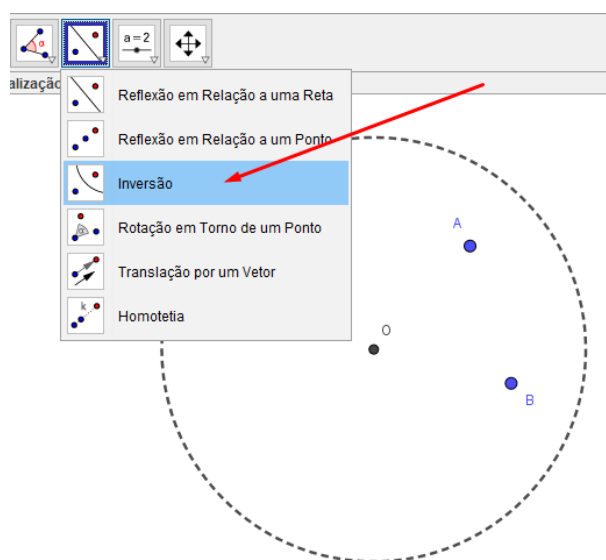 α
a=2
alização
Reflexão em Relação a uma Reta
Reflexão em Relação a um Ponto
Inversão
α
Rotação em Torno de um Ponto
Translação por um Vetor
k
Homotetia
A
O
B